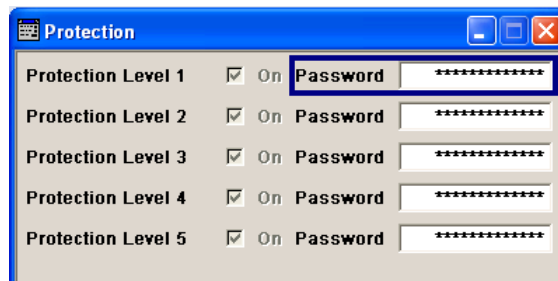 Protection
Protection Level 1 On Password *************
Protection Level 2 On Password *************
Protection Level 3 On Password *************
Protection Level 4 On Password *************
Protection Level 5 On Password *************